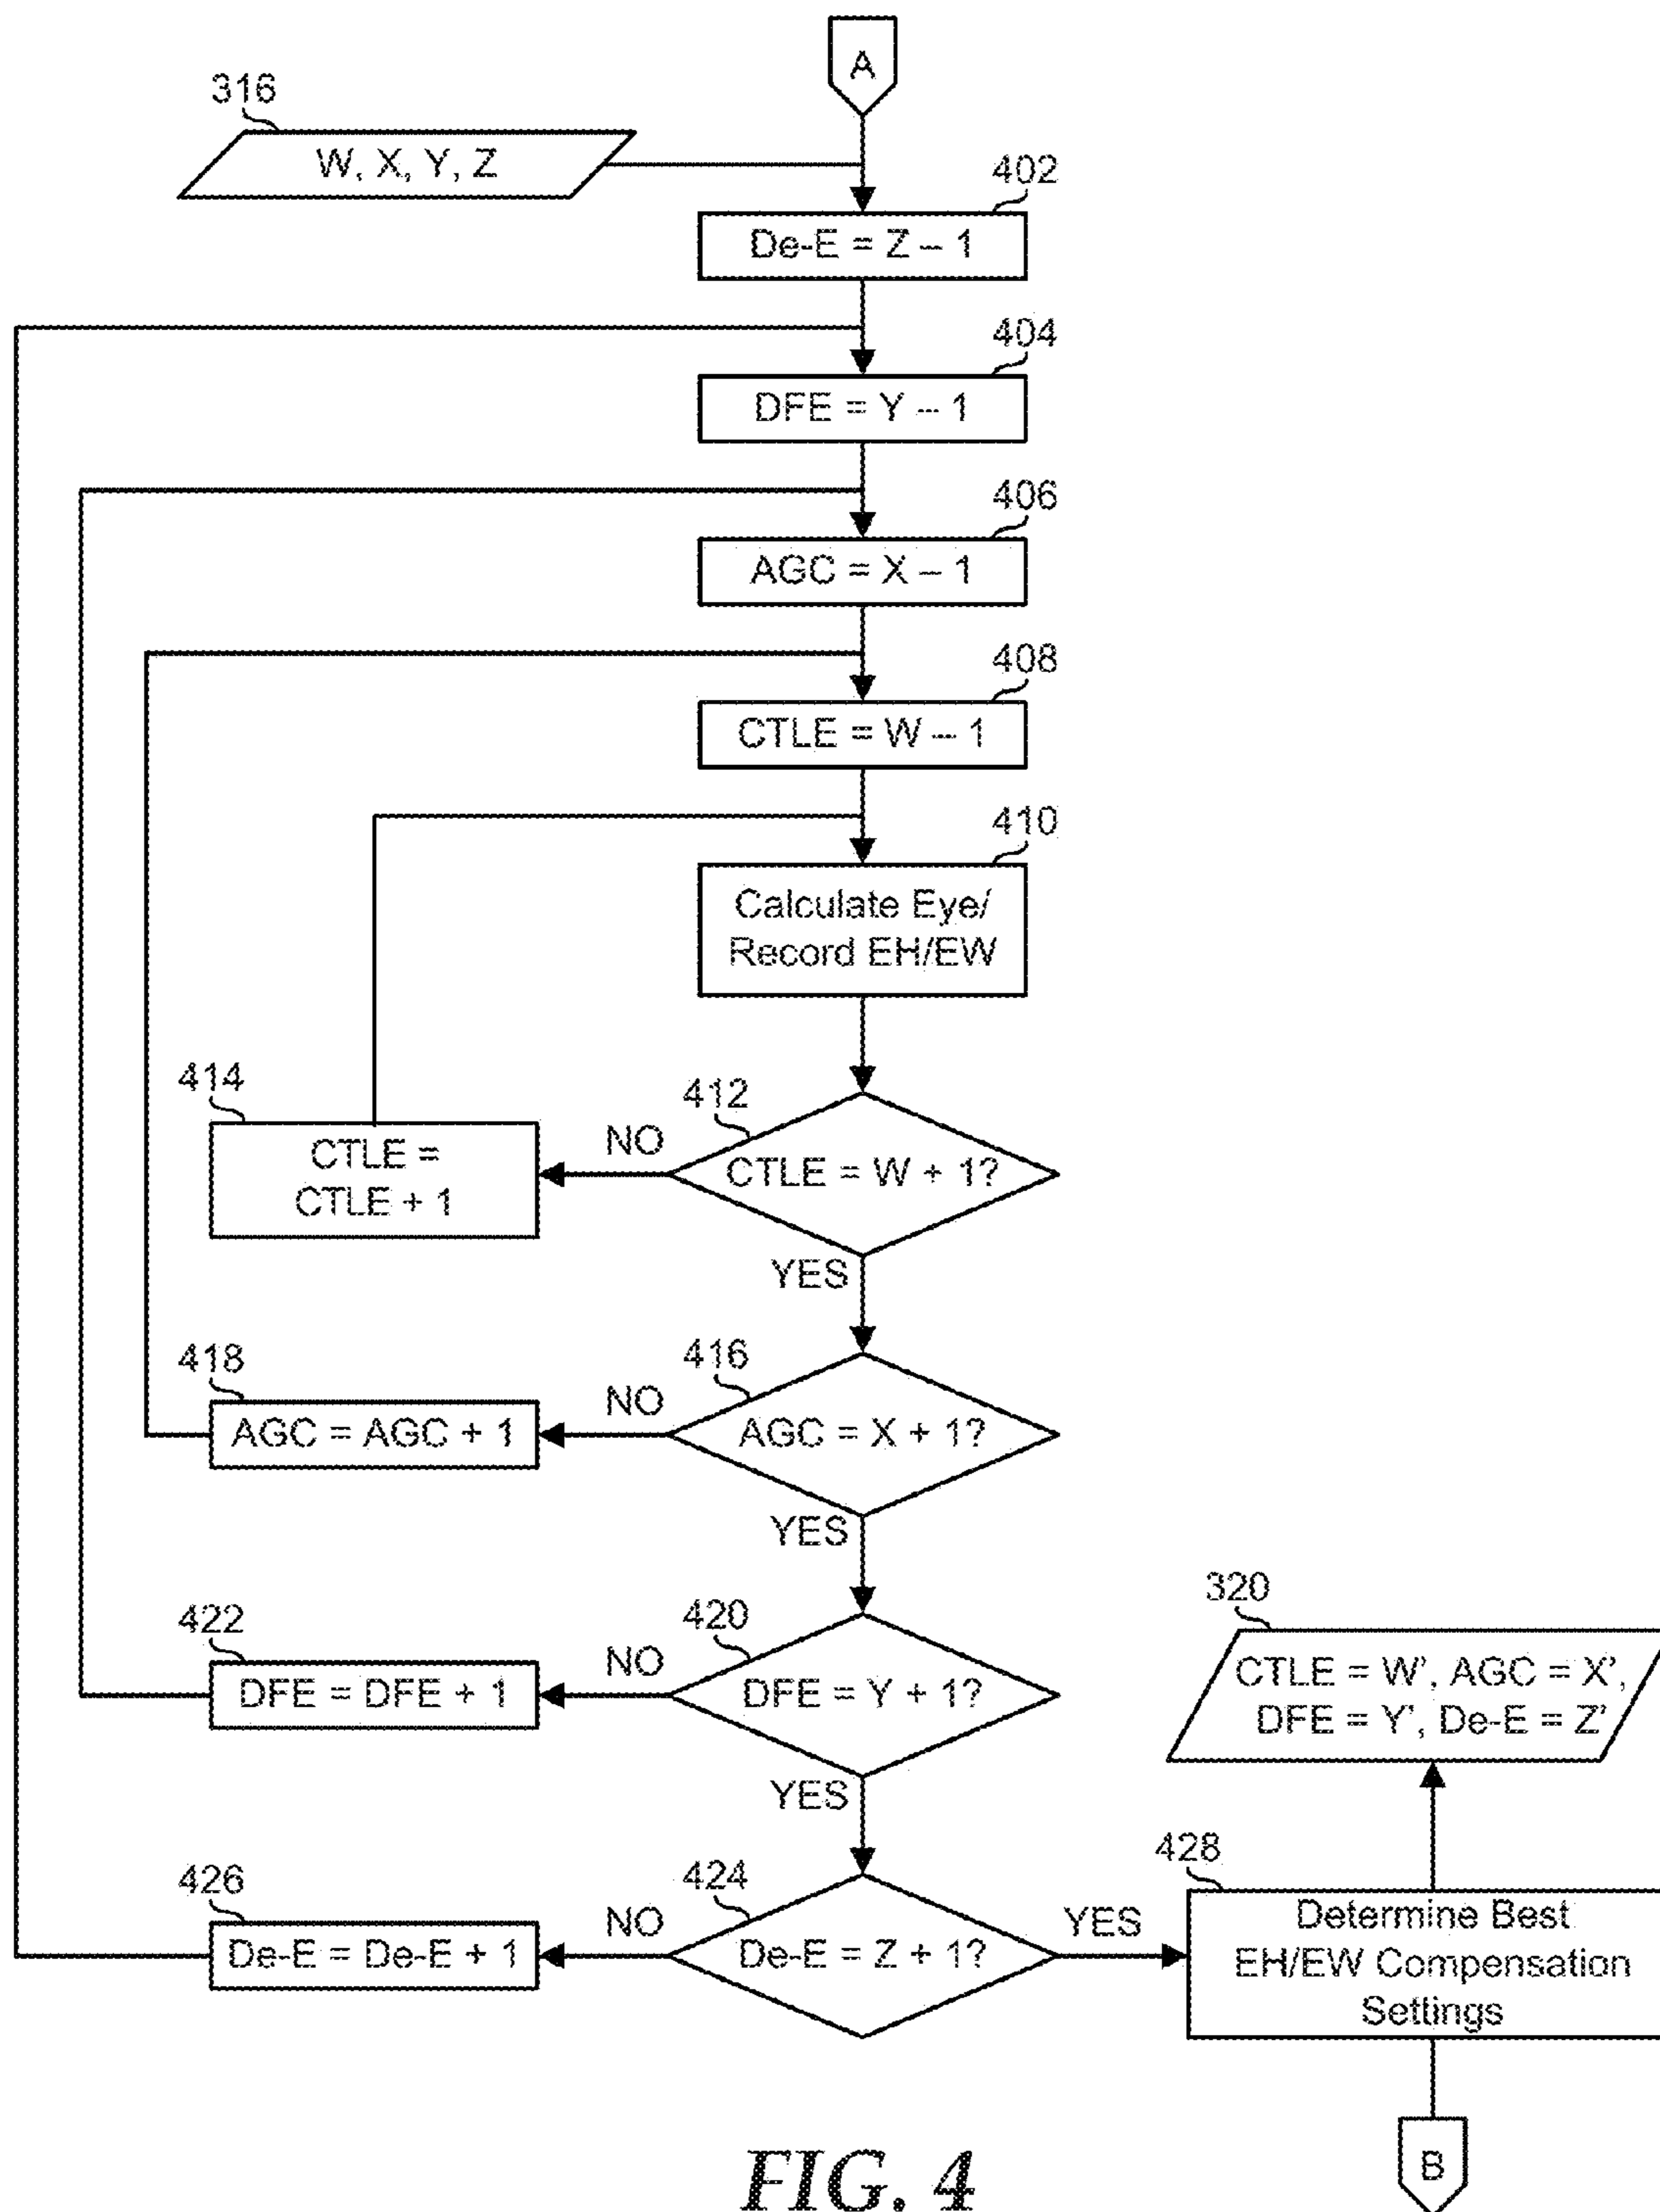 A
316
W, X, Y, Z
402
De-E = Z – 1
404
DFE = Y – 1
406
AGC = X – 1
408
CTLE = W – 1
410
Calculate Eye/
Record EH/EW
414
412
CTLE =
CTLE + 1
NO
CTLE = W + 1?
YES
418
416
AGC = AGC + 1
NO
AGC = X + 1?
YES
422
420
320
DFE = DFE + 1
NO
DFE = Y + 1?
CTLE = W’, AGC = X’,
DFE = Y’, De-E = Z’
YES
426
424
428
De-E = De-E + 1
NO
De-E = Z + 1?
YES
Determine Best
EH/EW Compensation
Settings
B
FIG. 4